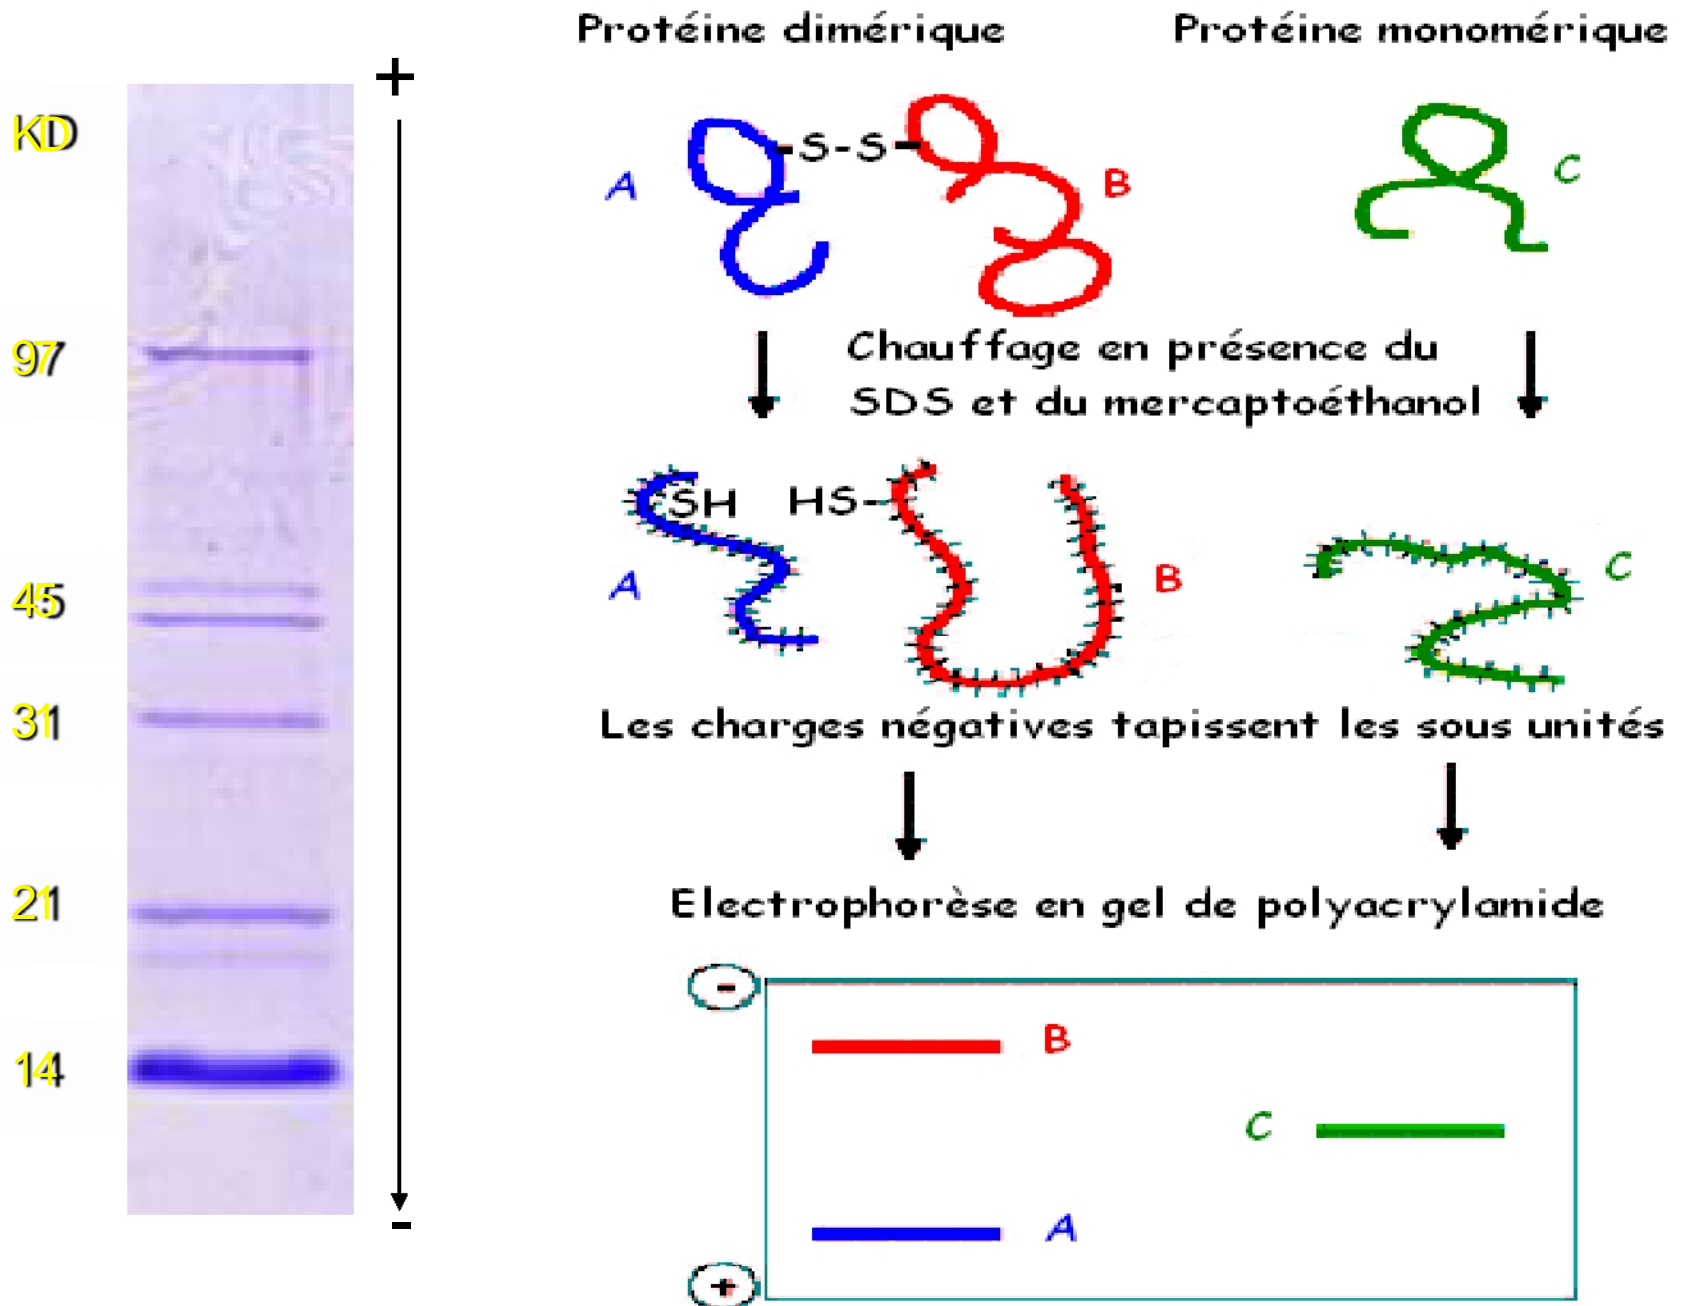 KD
97
45
31
21
14
+
-
Protéine dimérique
Protéine monomérique
A
-S-S-
B
C
Chauffage en présence du
SDS et du mercaptoéthanol
SH
HS-
A
B
C
Les charges négatives tapissent les sous unités
Electrophorèse en gel de polyacrylamide
-
B
C
A
+